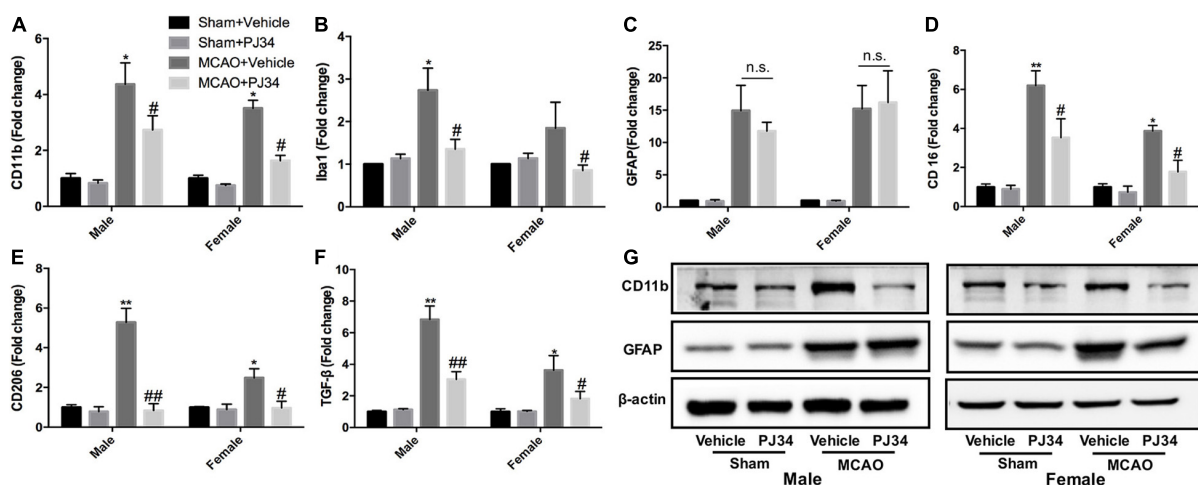 A
Sham+Vehicle
Sham+PJ34
MCAO+Vehicle
MCAO+PJ34
CD11b (Fold change)
6
4
2
0
*
#
*
#
Male
Female
B
Iba1 (Fold change)
4
3
2
1
0
*
#
#
Male
Female
C
GFAP(Fold change)
25
20
15
10
5
0
n.s.
n.s.
Male
Female
D
CD 16 (Fold change)
8
6
4
2
0
**
#
*
#
Male
Female
E
CD206 (Fold change)
8
6
4
2
0
**
##
*
#
Male
Female
F
TGF-β (Fold change)
10
8
6
4
2
0
**
##
*
#
Male
Female
G
CD11b
GFAP
β-actin
Vehicle PJ34 Vehicle PJ34
Sham MCAO
Male
Vehicle PJ34 Vehicle PJ34
Sham MCAO
Female